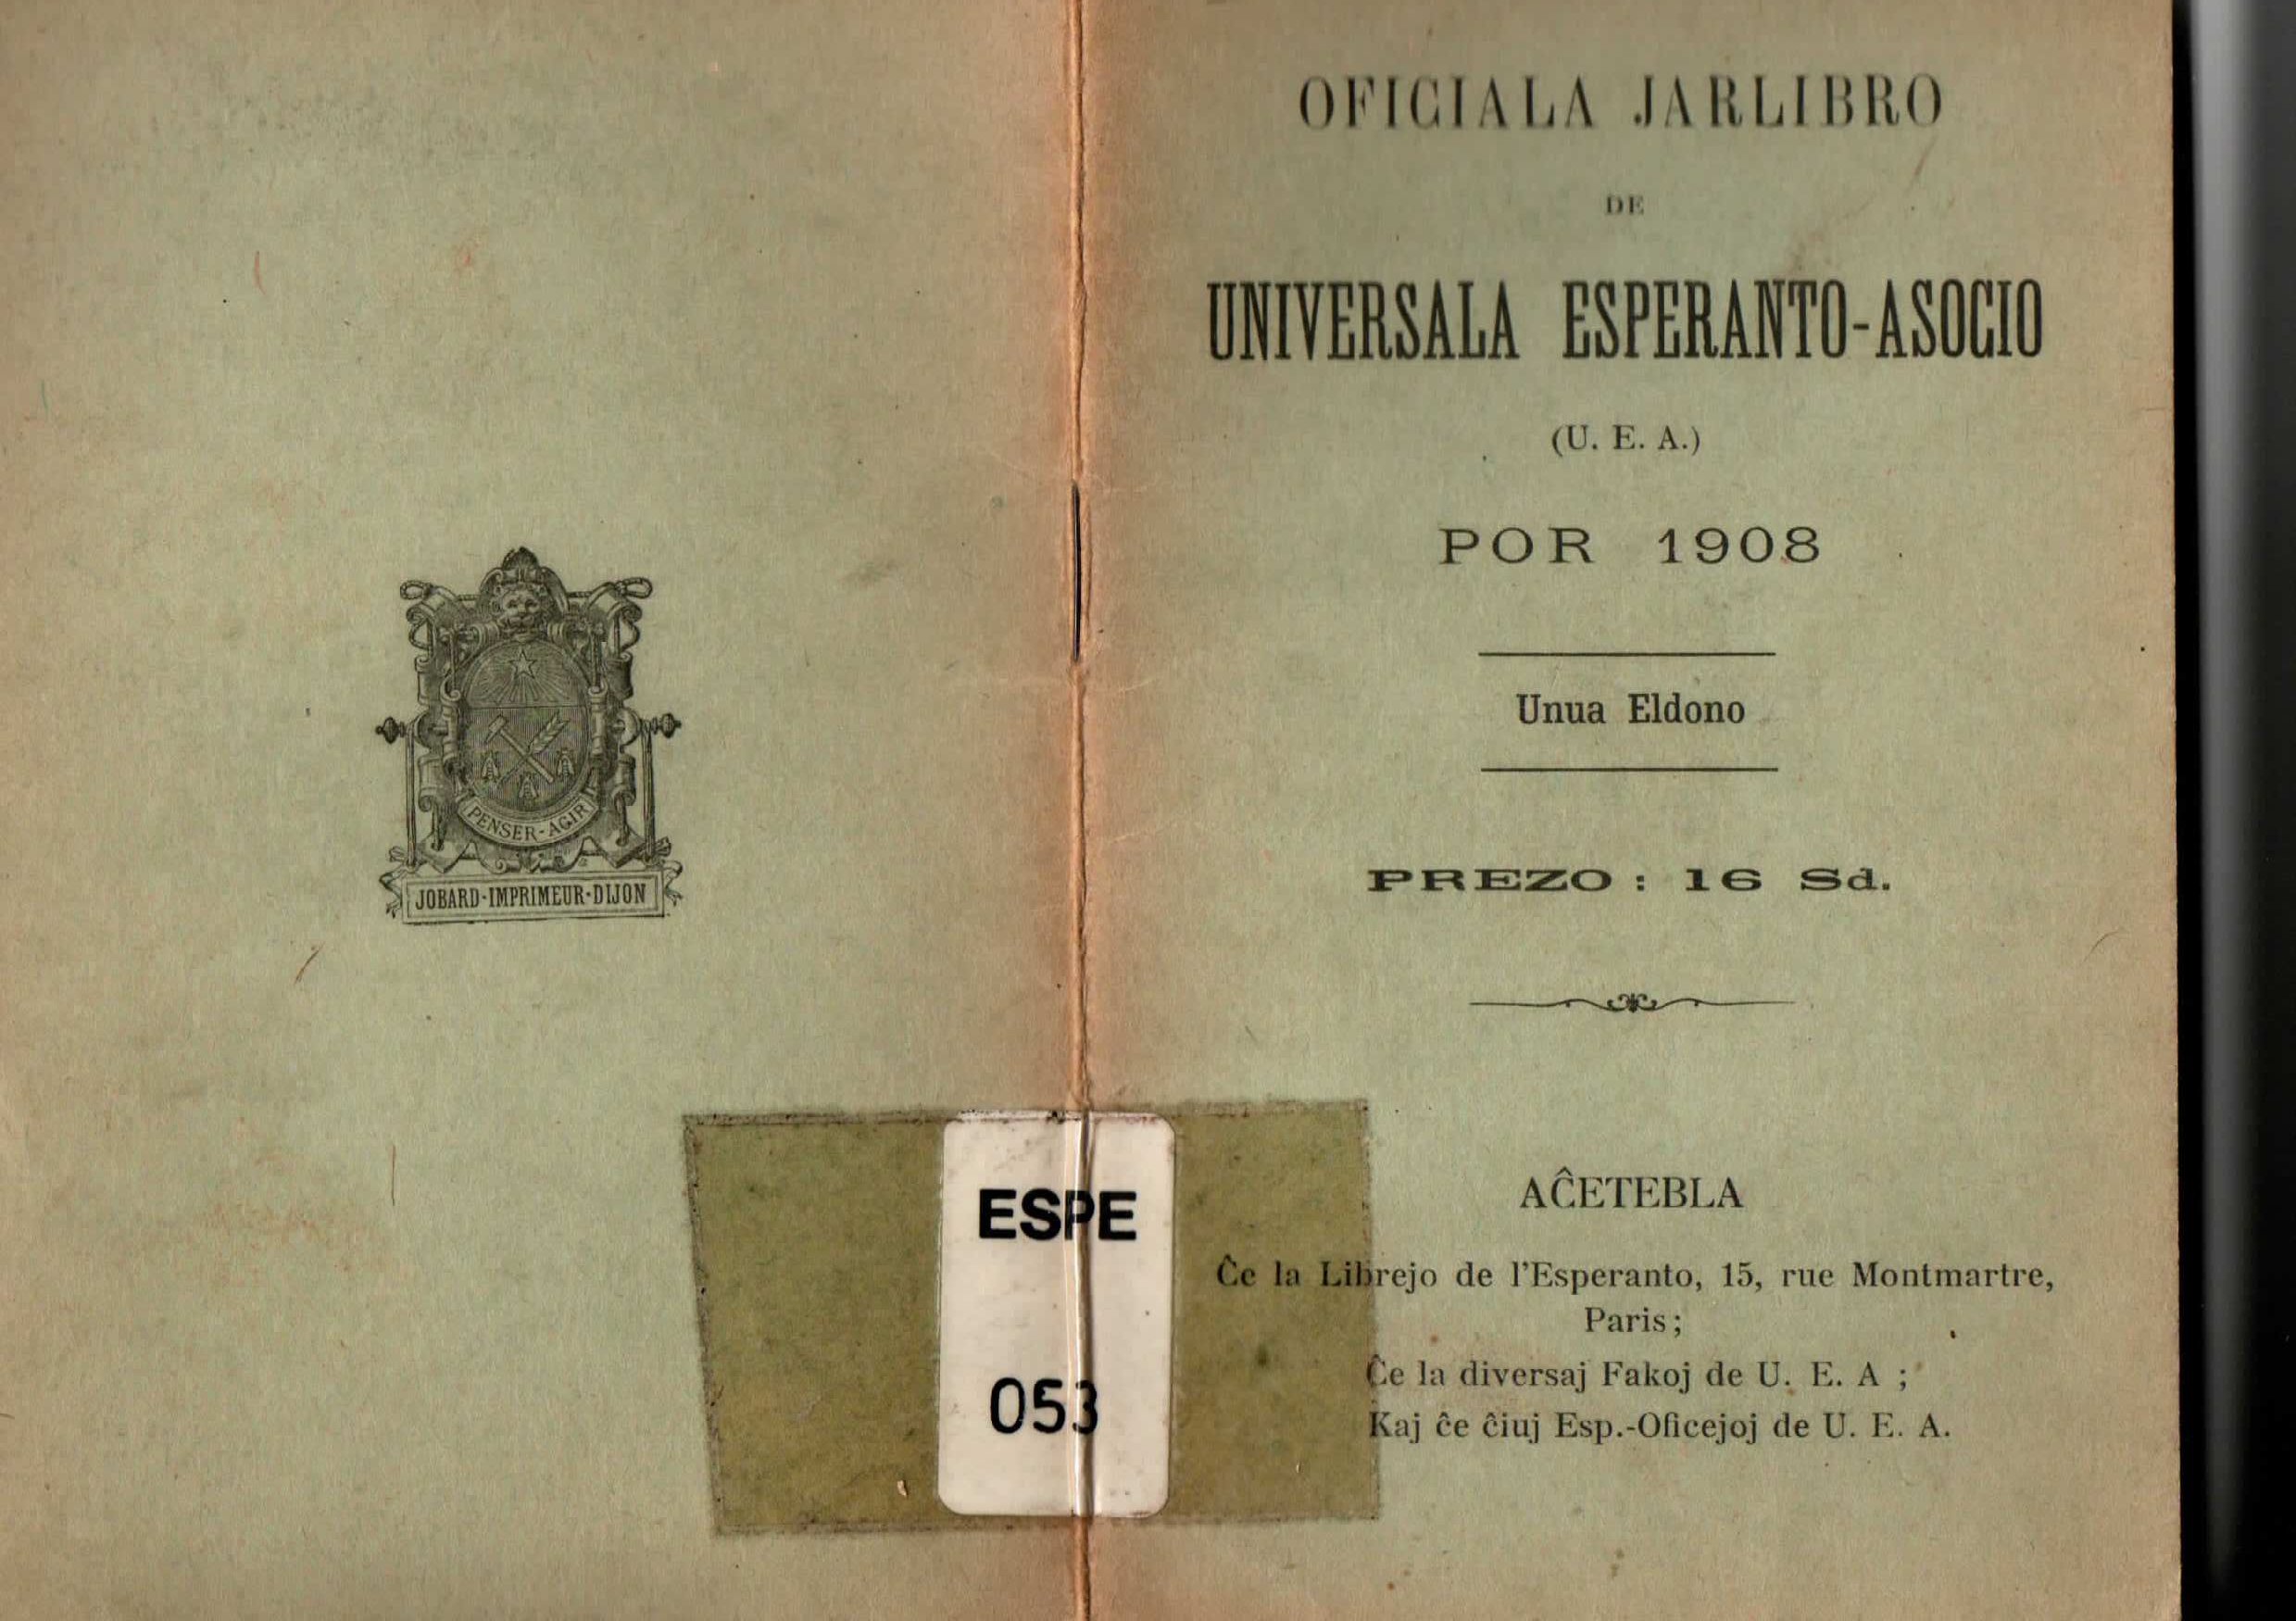 PENSER-AGIR
JOBARD-IMPRIMEUR-DIJON
ESPE
053
OFICIALA JARLIBRO
DE
UNIVERSALA ESPERANTO-ASOCIO
(U. E. A.)
POR 1908
Unua Eldono
PREZO : 16 Sd.
AĈETEBLA
Ĉe la Librejo de l'Esperanto, 15, rue Montmartre,
Paris;
Ĉe la diversaj Fakoj de U. E. A ;
Kaj ĉe ĉiuj Esp.-Oficejoj de U. E. A.